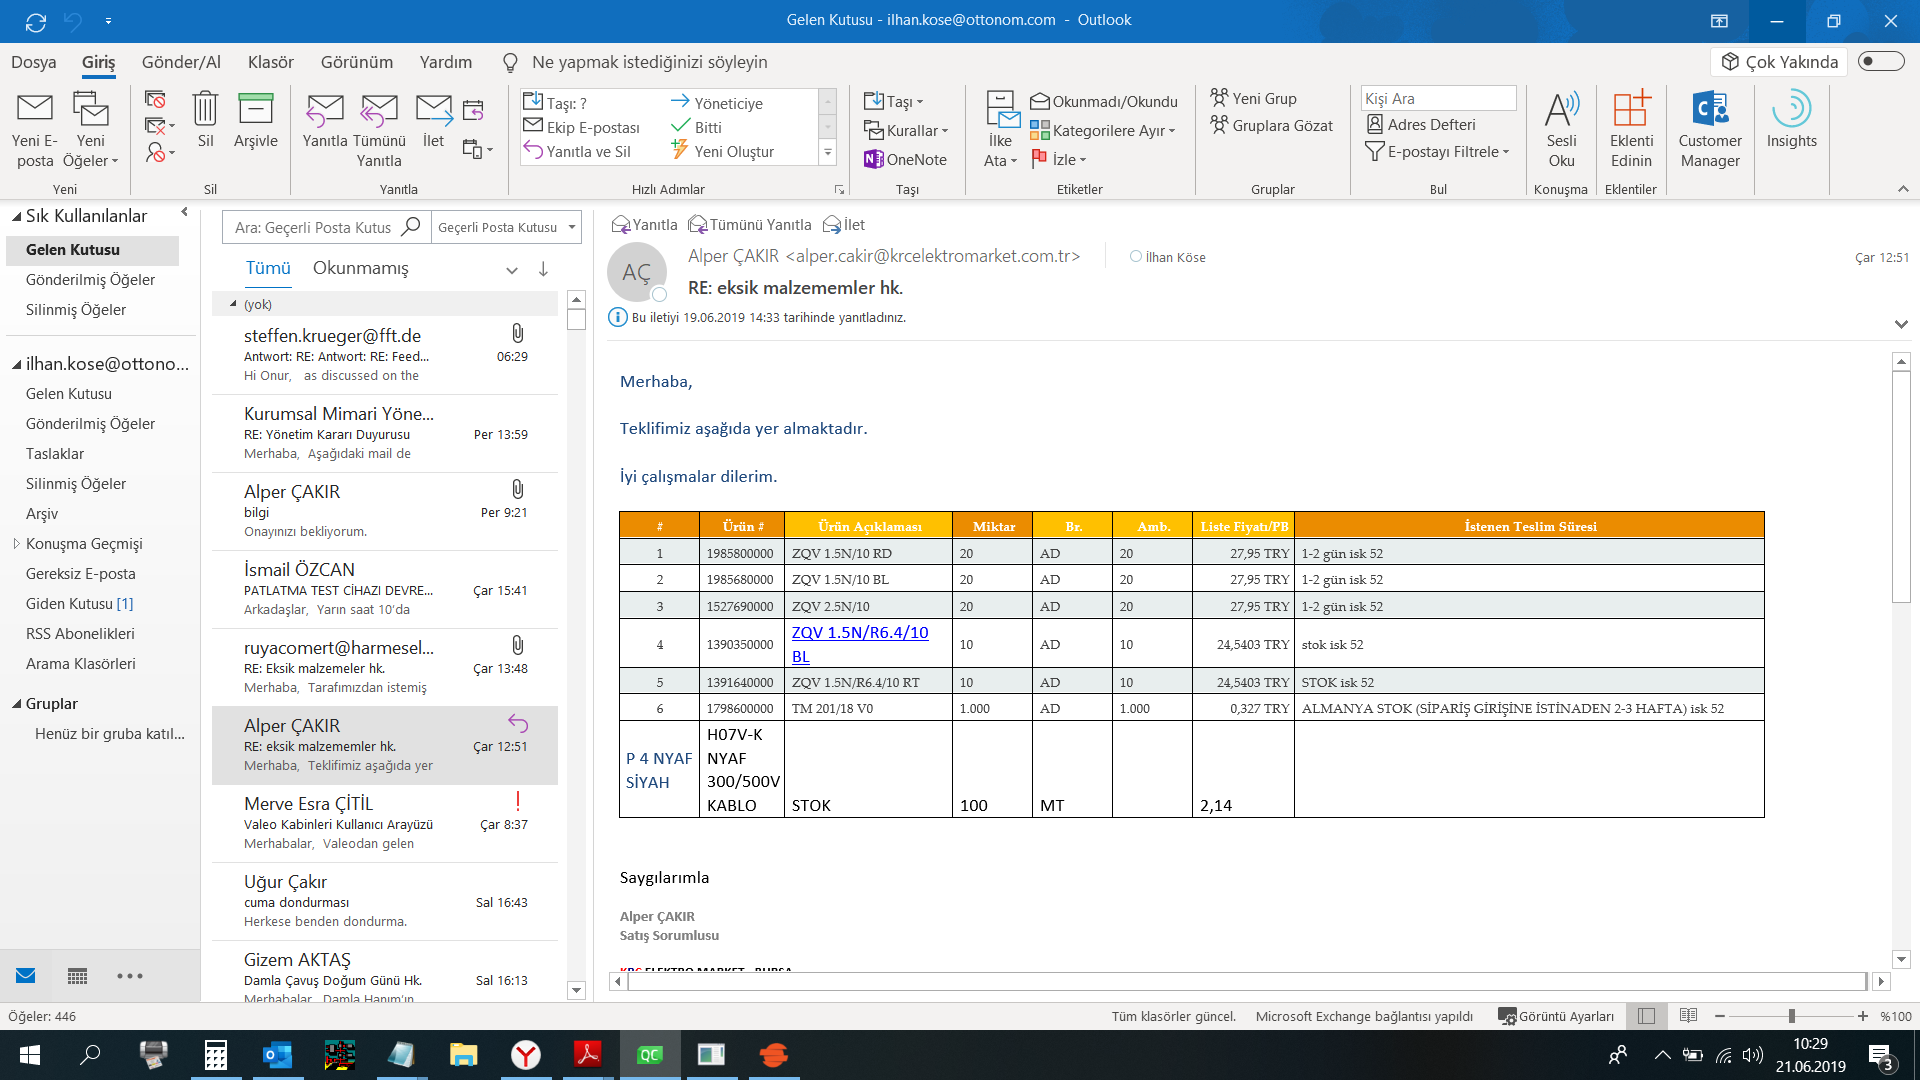 Gelen Kutusu - ilhan.kose@ottonom.com - Outlook
Dosya
Giriş
Gönder/Al
Klasör
Görünüm
Yardım
Ne yapmak istediğinizi söyleyin
Çok Yakında
Yeni E-posta
Yeni Öğeler
Yeni
Sil
Arşivle
Sil
Yanıtla
Tümünü Yanıtla
İlet
Yanıtla
Taşı: ?
Yöneticiye
Ekip E-postası
Bitti
Yanıtla ve Sil
Yeni Oluştur
Hızlı Adımlar
Taşı
Kurallar
OneNote
Taşı
İlke Ata
Okunmadı/Okundu
Kategorilere Ayır
İzle
Etiketler
Yeni Grup
Gruplara Gözat
Gruplar
Kişi Ara
Adres Defteri
E-postayı Filtrele
Bul
Sesli Oku
Konuşma
Eklenti Edinin
Eklentiler
Customer Manager
Insights
Sık Kullanılanlar
Gelen Kutusu
Gönderilmiş Öğeler
Silinmiş Öğeler
ilhan.kose@ottono...
Gelen Kutusu
Gönderilmiş Öğeler
Taslaklar
Silinmiş Öğeler
Arşiv
Konuşma Geçmişi
Gereksiz E-posta
Giden Kutusu [1]
RSS Abonelikleri
Arama Klasörleri
Gruplar
Henüz bir gruba katıl...
Ara: Geçerli Posta Kutus
Geçerli Posta Kutusu
Tümü
Okunmamış
(yok)
steffen.krueger@fft.de
Antwort: RE: Antwort: RE: Feed... 06:29
Hi Onur, as discussed on the
Kurumsal Mimari Yöne...
RE: Yönetim Kararı Duyurusu Per 13:59
Merhaba, Aşağıdaki mail de
Alper ÇAKIR
bilgi Per 9:21
Onayınızı bekliyorum.
İsmail ÖZCAN
PATLATMA TEST CİHAZI DEVRE... Çar 15:41
Arkadaşlar, Yarın saat 10'da
ruyacomert@harmesel...
RE: Eksik malzemeler hk. Çar 13:48
Merhaba, Tarafımızdan istemiş
Alper ÇAKIR
RE: eksik malzememler hk. Çar 12:51
Merhaba, Teklifimiz aşağıda yer
Merve Esra ÇİTİL
Valeo Kabinleri Kullanıcı Arayüzü Çar 8:37
Merhabalar, Valeodan gelen
Uğur Çakır
cuma dondurması Sal 16:43
Herkese benden dondurma.
Gizem AKTAŞ
Damla Çavuş Doğum Günü Hk. Sal 16:13
Merhabalar Damla Hanım'ın
Yanıtla
Tümünü Yanıtla
İlet
AÇ
Alper ÇAKIR <alper.cakir@krcelektromarket.com.tr>
İlhan Köse
Çar 12:51
RE: eksik malzememler hk.
Bu iletiyi 19.06.2019 14:33 tarihinde yanıtladınız.
Merhaba,
Teklifimiz aşağıda yer almaktadır.
İyi çalışmalar dilerim.
# Ürün # Ürün Açıklaması Miktar Br. Amb. Liste Fiyatı/PB İstenen Teslim Süresi
1 1985800000 ZQV 1.5N/10 RD 20 AD 20 27,95 TRY 1-2 gün isk 52
2 1985680000 ZQV 1.5N/10 BL 20 AD 20 27,95 TRY 1-2 gün isk 52
3 1527690000 ZQV 2.5N/10 20 AD 20 27,95 TRY 1-2 gün isk 52
4 1390350000 ZQV 1.5N/R6.4/10 BL 10 AD 10 24,5403 TRY stok isk 52
5 1391640000 ZQV 1.5N/R6.4/10 RT 10 AD 10 24,5403 TRY STOK isk 52
6 1798600000 TM 201/18 V0 1.000 AD 1.000 0,327 TRY ALMANYA STOK (SİPARİŞ GİRİŞİNE İSTİNADEN 2-3 HAFTA) isk 52
P 4 NYAF SİYAH H07V-K NYAF 300/500V KABLO STOK 100 MT 2,14
Saygılarımla
Alper ÇAKIR
Satış Sorumlusu
KRC ELEKTRO MARKET - BURSA
Öğeler: 446
Tüm klasörler güncel.
Microsoft Exchange bağlantısı yapıldı
Görüntü Ayarları
%100
QC
10:29
21.06.2019
3